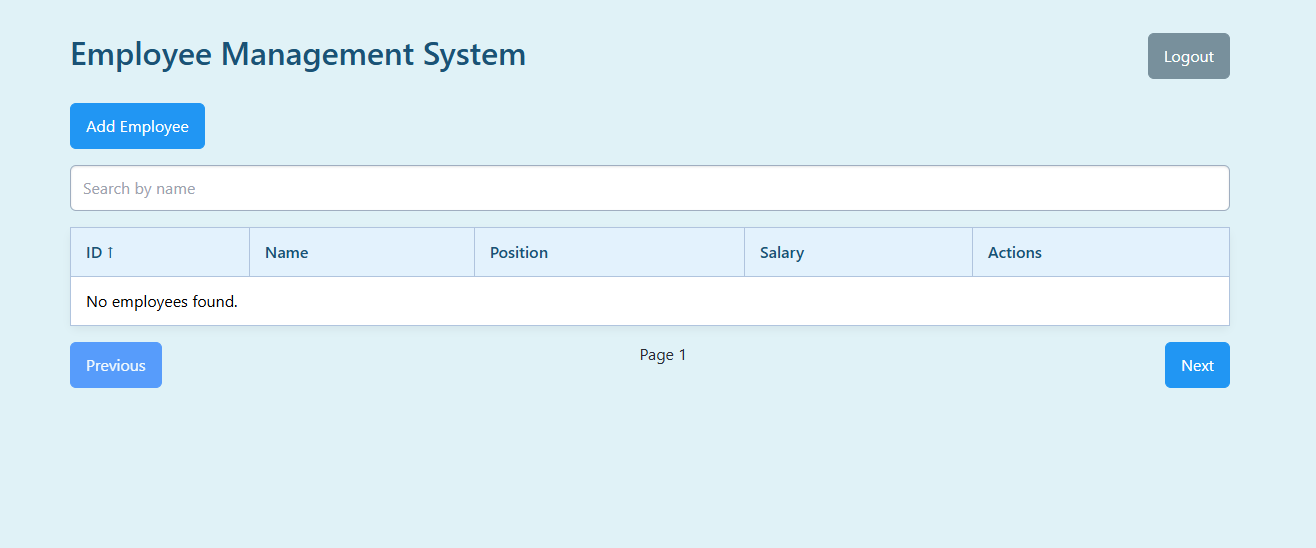 Employee Management System
Logout
Add Employee
Search by name
ID ↑ Name Position Salary Actions
No employees found.
Previous Page 1 Next